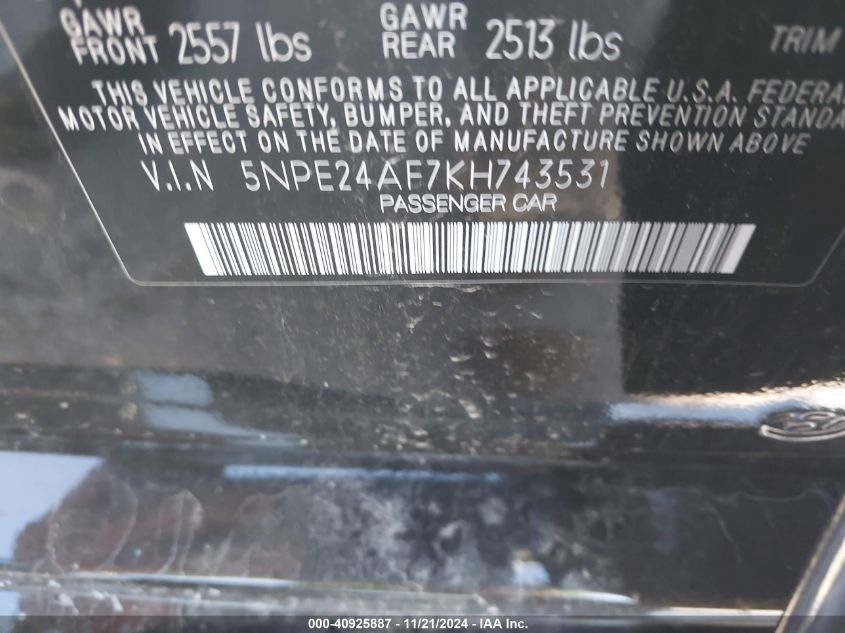 GAWR FRONT 2557 lbs GAWR REAR 2513 lbs TRIM
THIS VEHICLE CONFORMS TO ALL APPLICABLE U.S.A. FEDERA
MOTOR VEHICLE SAFETY, BUMPER, AND THEFT PREVENTION STANDA
IN EFFECT ON THE DATE OF MANUFACTURE SHOWN ABOVE
V.I.N 5NPE24AF7KH743531
PASSENGER CAR
000-40925887 - 11/21/2024 - IAA Inc.